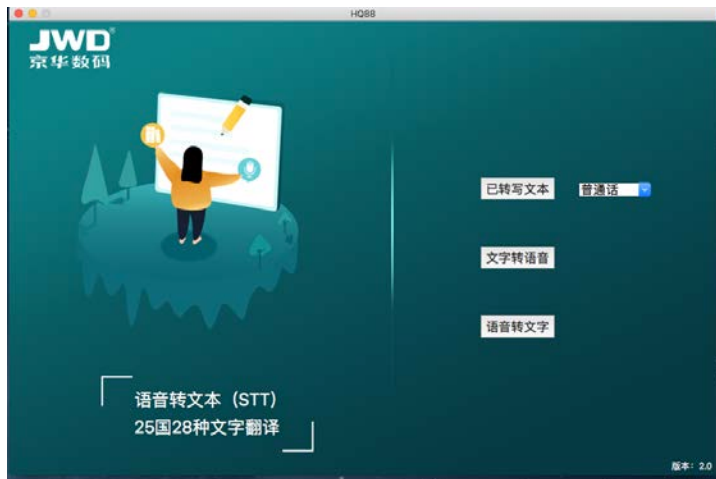 HQ88
JWD®
京华数码
已转写文本 普通话
文字转语音
语音转文字
语音转文本（STT）
25国28种文字翻译
版本：2.0